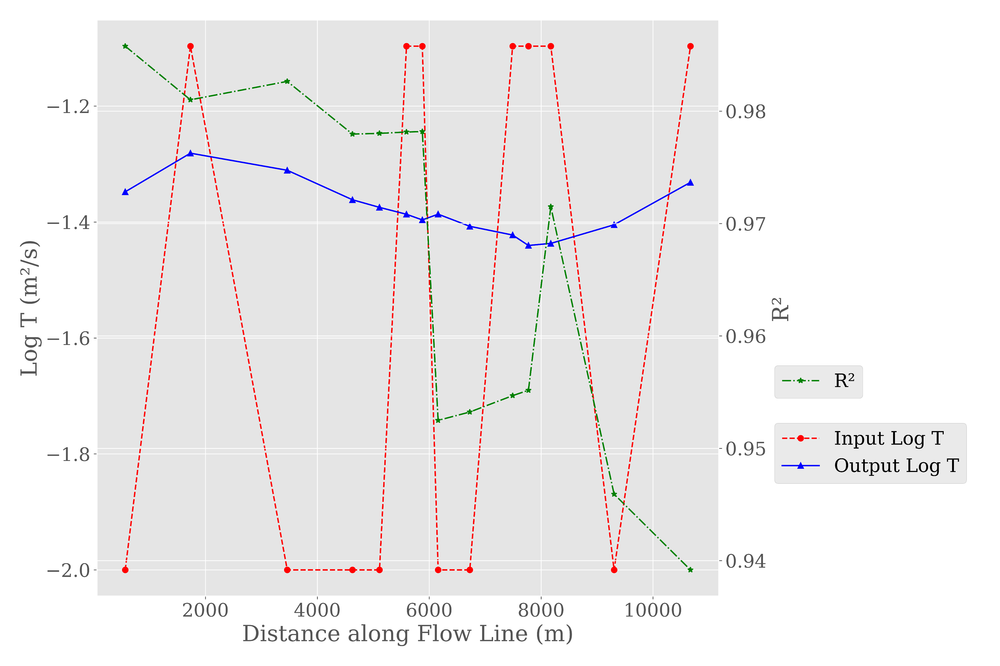 Log T (m²/s)
−1.2
−1.4
−1.6
−1.8
−2.0
2000 4000 6000 8000 10000
Distance along Flow Line (m)
0.98
0.97
0.96
0.95
0.94
R²
R²
Input Log T
Output Log T